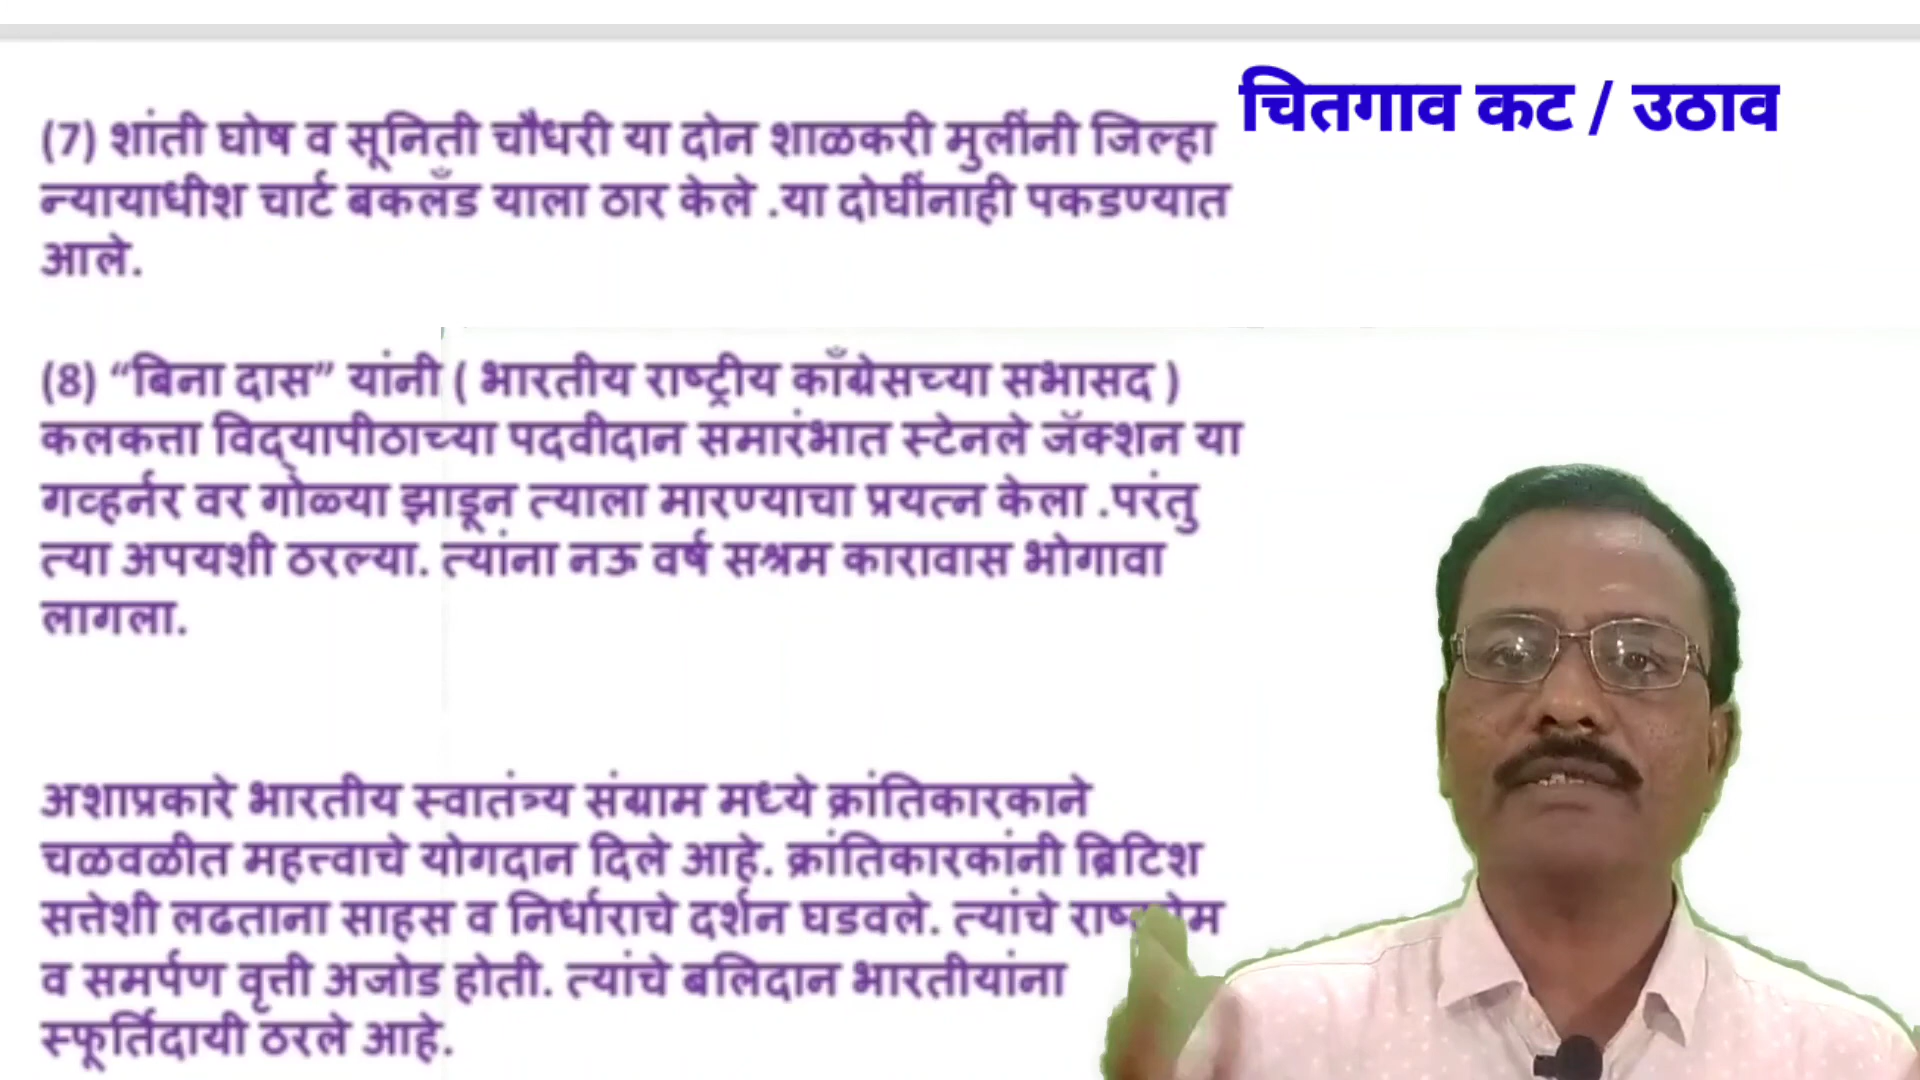 चितगाव कट / उठाव
(7) शांती घोष व सूनिती चौधरी या दोन शाळकरी मुलींनी जिल्हा
न्यायाधीश चार्ट बकलँड याला ठार केले .या दोघींनाही पकडण्यात
आले.
(8) “बिना दास” यांनी ( भारतीय राष्ट्रीय काँग्रेसच्या सभासद )
कलकत्ता विद्यापीठाच्या पदवीदान समारंभात स्टेनले जॅक्शन या
गव्हर्नर वर गोळ्या झाडून त्याला मारण्याचा प्रयत्न केला .परंतु
त्या अपयशी ठरल्या. त्यांना नऊ वर्ष सश्रम कारावास भोगावा
लागला.
अशाप्रकारे भारतीय स्वातंत्र्य संग्राम मध्ये क्रांतिकारकाने
चळवळीत महत्त्वाचे योगदान दिले आहे. क्रांतिकारकांनी ब्रिटिश
सत्तेशी लढताना साहस व निर्धाराचे दर्शन घडवले. त्यांचे
व समर्पण वृत्ती अजोड होती. त्यांचे बलिदान भारतीयांना
स्फूर्तिदायी ठरले आहे.